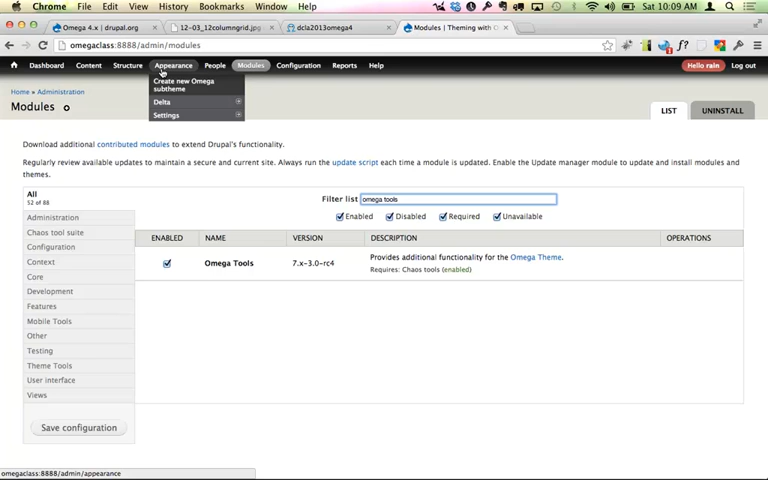 Chrome File Edit View History Bookmarks Window Help
Sat 10:09 AM
Omega 4.x | drupal.org
12-03_12columngrid.jpg
dcla2013omega4
Modules | Theming with O
omegaclass:8888/admin/modules
Dashboard Content Structure Appearance People Modules Configuration Reports Help
Hello rain Log out
Create new Omega
subtheme
Delta
Settings
Home » Administration
Modules
LIST UNINSTALL
Download additional contributed modules to extend Drupal's functionality.
Regularly review available updates to maintain a secure and current site. Always run the update script each time a module is updated. Enable the Update manager module to update and install modules and
themes.
All
52 of 88
Filter list omega tools
Enabled Disabled Required Unavailable
Administration
Chaos tool suite
Configuration
Context
Core
Development
Features
Mobile Tools
Other
Testing
Theme Tools
User interface
Views
ENABLED NAME VERSION DESCRIPTION OPERATIONS
Omega Tools 7.x-3.0-rc4 Provides additional functionality for the Omega Theme.
Requires: Chaos tools (enabled)
Save configuration
omegaclass:8888/admin/appearance